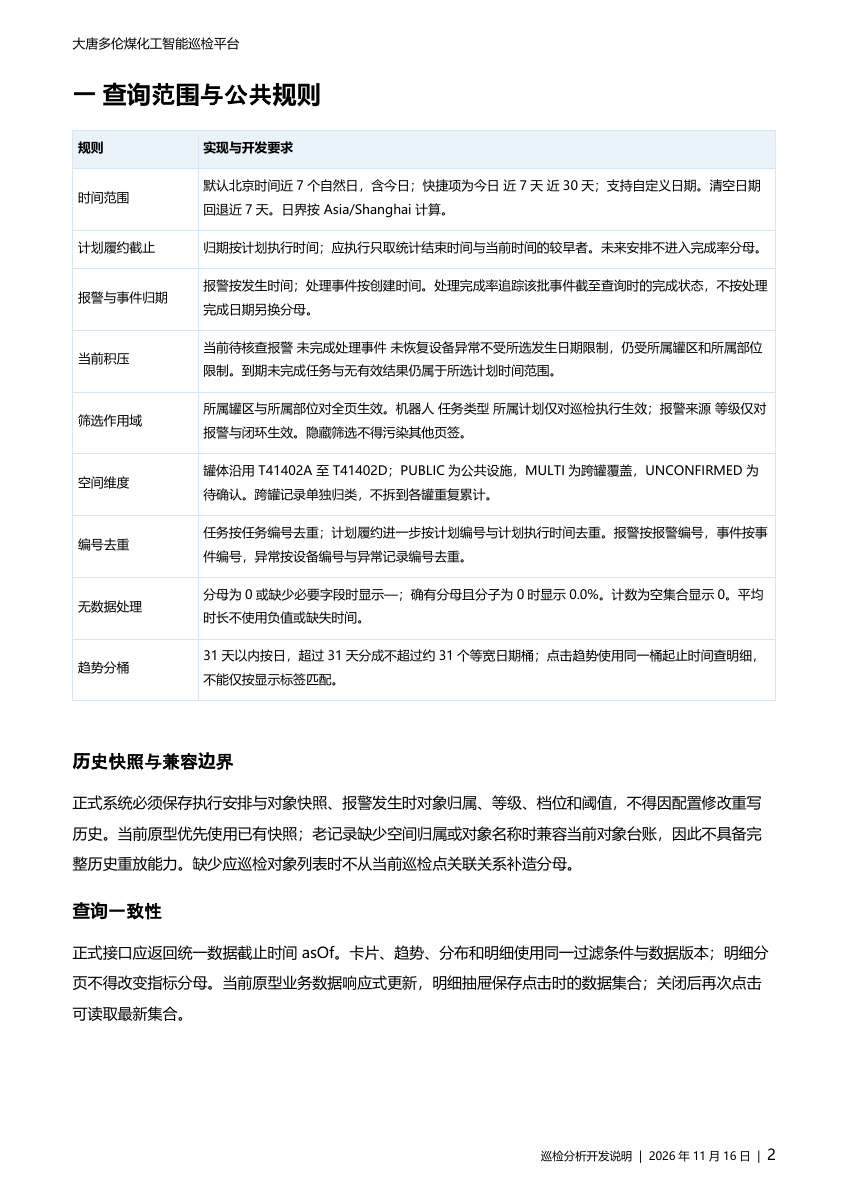 大唐多伦煤化工智能巡检平台
一 查询范围与公共规则
规则 实现与开发要求
时间范围
默认北京时间近 7 个自然日，含今日；快捷项为今日 近 7 天 近 30 天；支持自定义日期。清空日期
回退近 7 天。日界按 Asia/Shanghai 计算。
计划履约截止 归期按计划执行时间；应执行只取统计结束时间与当前时间的较早者。未来安排不进入完成率分母。
报警与事件归期
报警按发生时间；处理事件按创建时间。处理完成率追踪该批事件截至查询时的完成状态，不按处理
完成日期另换分母。
当前积压
当前待核查报警 未完成处理事件 未恢复设备异常不受所选发生日期限制，仍受所属罐区和所属部位
限制。到期未完成任务与无有效结果仍属于所选计划时间范围。
筛选作用域
所属罐区与所属部位对全页生效。机器人 任务类型 所属计划仅对巡检执行生效；报警来源 等级仅对
报警与闭环生效。隐藏筛选不得污染其他页签。
空间维度
罐体沿用 T41402A 至 T41402D；PUBLIC 为公共设施，MULTI 为跨罐覆盖，UNCONFIRMED 为
待确认。跨罐记录单独归类，不拆到各罐重复累计。
编号去重
任务按任务编号去重；计划履约进一步按计划编号与计划执行时间去重。报警按报警编号，事件按事
件编号，异常按设备编号与异常记录编号去重。
无数据处理
分母为 0 或缺少必要字段时显示—；确有分母且分子为 0 时显示 0.0%。计数为空集合显示 0。平均
时长不使用负值或缺失时间。
趋势分桶
31 天以内按日，超过 31 天分成不超过约 31 个等宽日期桶；点击趋势使用同一桶起止时间查明细，
不能仅按显示标签匹配。
历史快照与兼容边界
正式系统必须保存执行安排与对象快照、报警发生时对象归属、等级、档位和阈值，不得因配置修改重写
历史。当前原型优先使用已有快照；老记录缺少空间归属或对象名称时兼容当前对象台账，因此不具备完
整历史重放能力。缺少应巡检对象列表时不从当前巡检点关联关系补造分母。
查询一致性
正式接口应返回统一数据截止时间 asOf。卡片、趋势、分布和明细使用同一过滤条件与数据版本；明细分
页不得改变指标分母。当前原型业务数据响应式更新，明细抽屉保存点击时的数据集合；关闭后再次点击
可读取最新集合。
巡检分析开发说明 | 2026 年 11 月 16 日 | 2